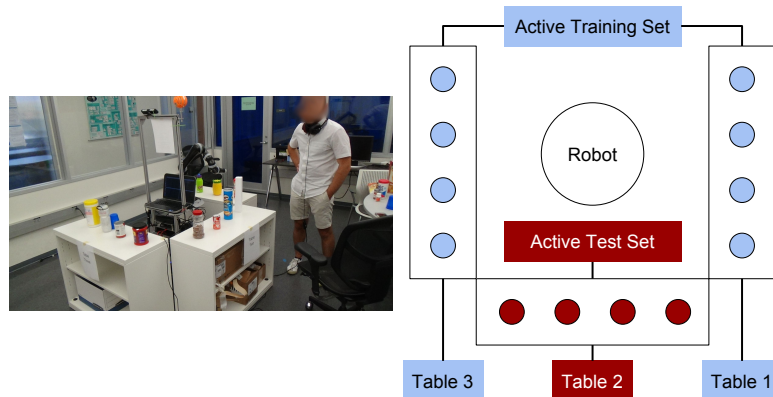 Active Training Set
Robot
Active Test Set
Table 3
Table 2
Table 1